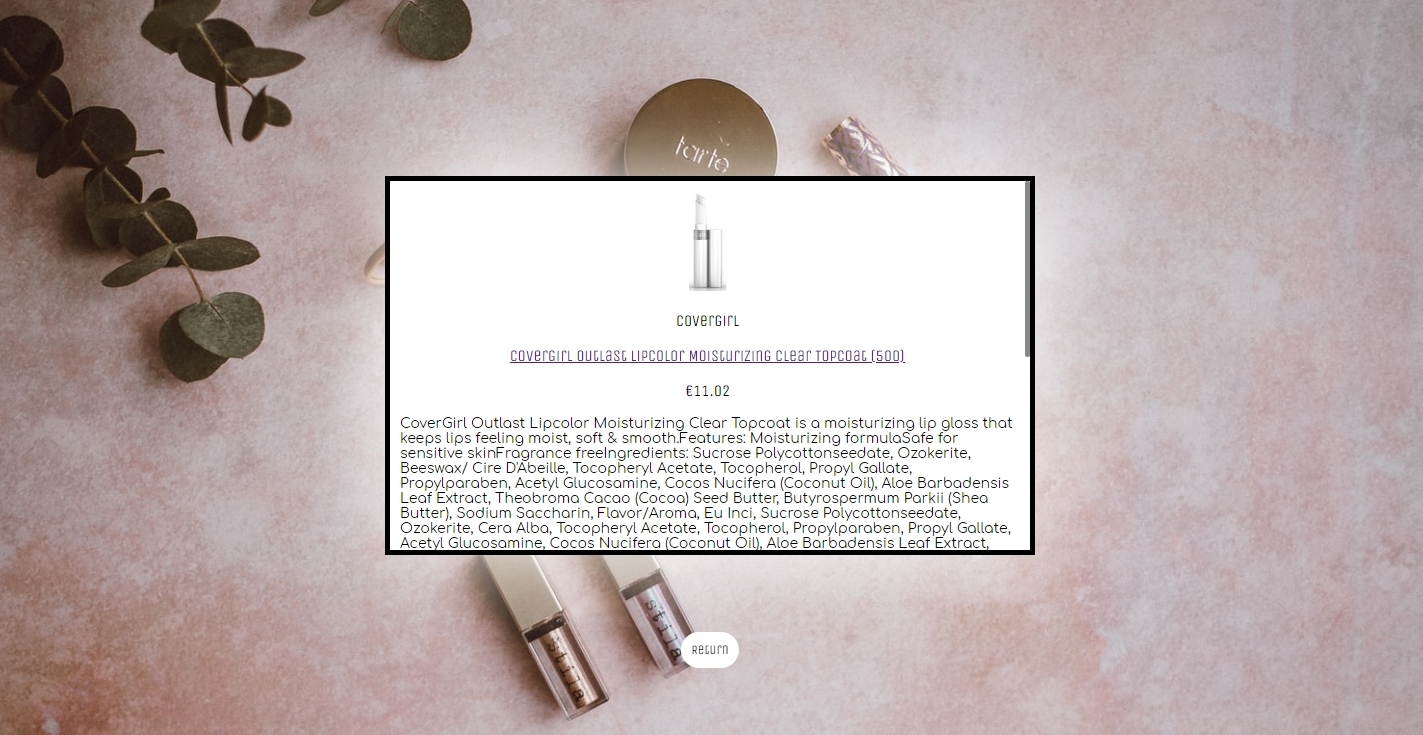 tarte
CoverGirl
CoverGirl Outlast Lipcolor Moisturizing Clear Topcoat (500)
€11.02
CoverGirl Outlast Lipcolor Moisturizing Clear Topcoat is a moisturizing lip gloss that
keeps lips feeling moist, soft & smooth.Features: Moisturizing formulaSafe for
sensitive skinFragrance freeIngredients: Sucrose Polycottonseedate, Ozokerite,
Beeswax/ Cire D'Abeille, Tocopheryl Acetate, Tocopherol, Propyl Gallate,
Propylparaben, Acetyl Glucosamine, Cocos Nucifera (Coconut Oil), Aloe Barbadensis
Leaf Extract, Theobroma Cacao (Cocoa) Seed Butter, Butyrospermum Parkii (Shea
Butter), Sodium Saccharin, Flavor/Aroma, Eu Inci, Sucrose Polycottonseedate,
Ozokerite, Cera Alba, Tocopheryl Acetate, Tocopherol, Propylparaben, Propyl Gallate,
Acetyl Glucosamine, Cocos Nucifera (Coconut Oil), Aloe Barbadensis Leaf Extract,
stila
stila
Return